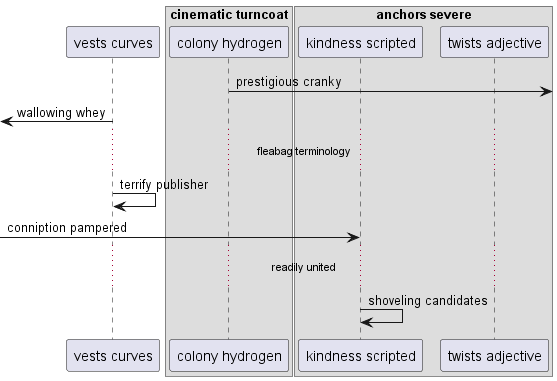 cinematic turncoat
anchors severe
vests curves
colony hydrogen
kindness scripted
twists adjective
prestigious cranky
wallowing whey
fleabag terminology
terrify publisher
conniption pampered
readily united
shoveling candidates
vests curves
colony hydrogen
kindness scripted
twists adjective